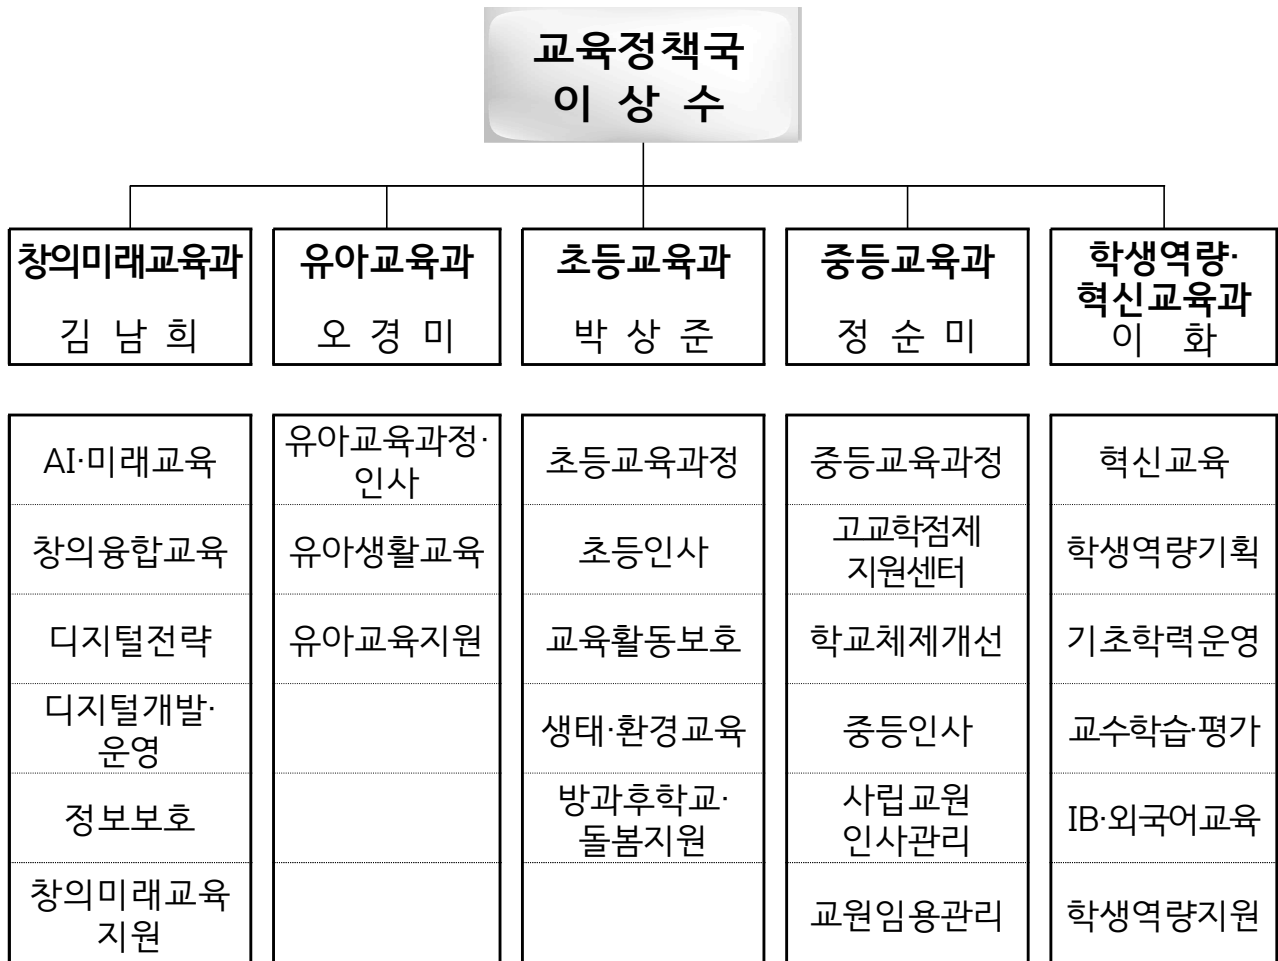 교육정책국
이 상 수
창의미래교육과
김 남 희
유아교육과
오 경 미
초등교육과
박 상 준
중등교육과
정 순 미
학생역량·
혁신교육과
이 화
AI·미래교육
창의융합교육
디지털전략
디지털개발·
운영
정보보호
창의미래교육
지원
유아교육과정·
인사
유아생활교육
유아교육지원
초등교육과정
초등인사
교육활동보호
생태·환경교육
방과후학교·
돌봄지원
중등교육과정
고교학점제
지원센터
학교체제개선
중등인사
사립교원
인사관리
교원임용관리
혁신교육
학생역량기획
기초학력운영
교수학습·평가
IB·외국어교육
학생역량지원